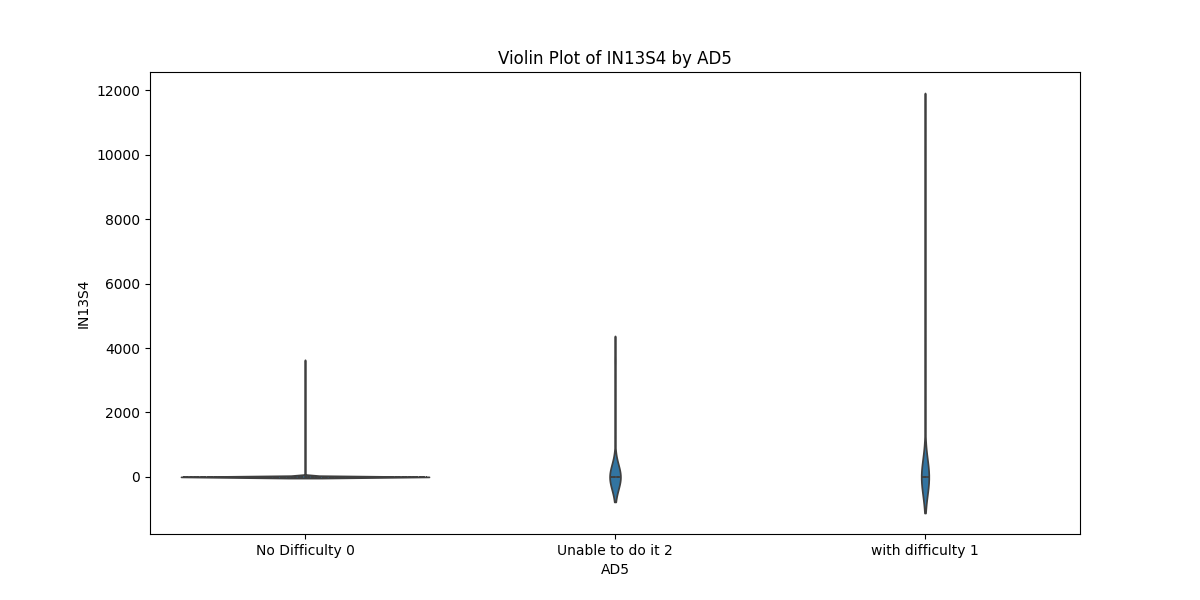 Violin Plot of IN13S4 by AD5
12000
10000
8000
6000
4000
2000
0
IN13S4
No Difficulty 0
Unable to do it 2
with difficulty 1
AD5